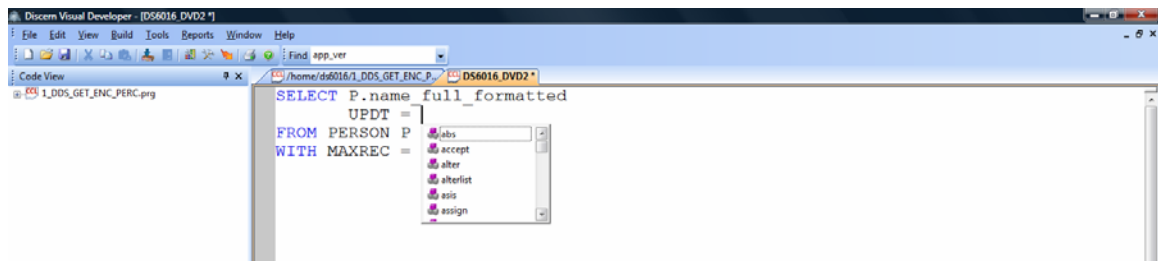 Discern Visual Developer - [DS6016_DVD2 *]
File Edit View Build Tools Reports Window Help
Find app_ver
Code View
/home/ds6016/1_DDS_GET_ENC_P... DS6016_DVD2 *
1_DDS_GET_ENC_PERC.prg
SELECT P.name_full_formatted
UPDT =
FROM PERSON P
WITH MAXREC =
abs
accept
alter
alterlist
asis
assign